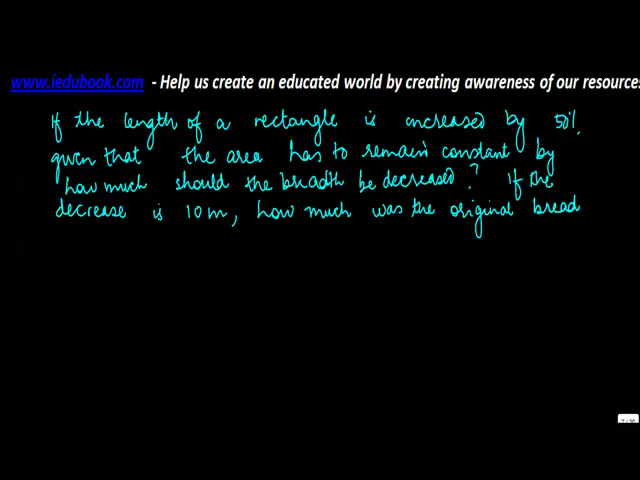 www.iedubook.com - Help us create an educated world by creating awareness of our resources
If the length of a rectangle is increased by 50%
given that the area has to remain constant by
how much should the breadth be decreased? If the
decrease is 10m, how much was the original bread